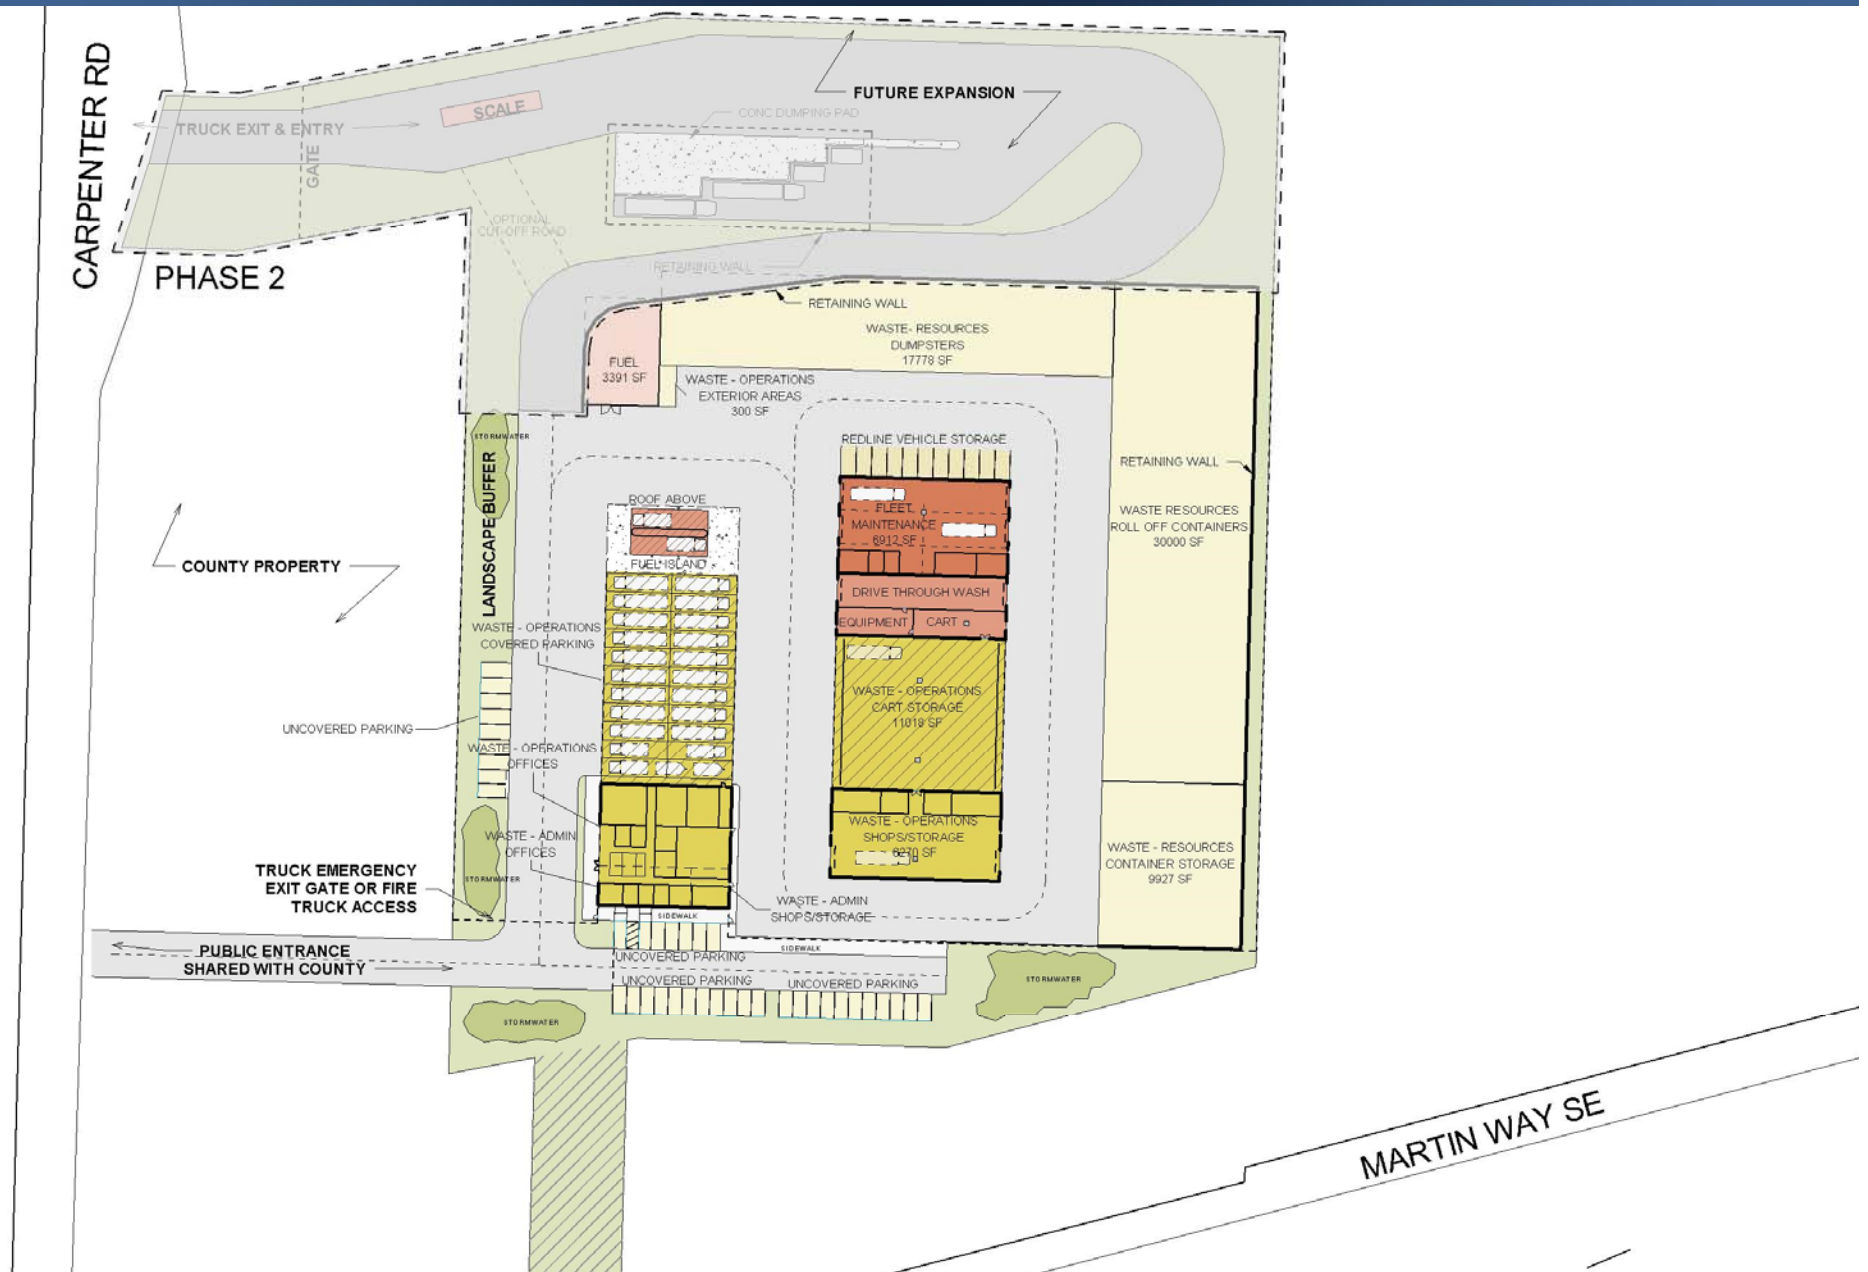 CARPENTER RD
TRUCK EXIT & ENTRY
GATE
SCALE
CONC DUMPING PAD
FUTURE EXPANSION
OPTIONAL
CUT-OFF ROAD
RETAINING WALL
PHASE 2
RETAINING WALL
WASTE- RESOURCES
DUMPSTERS
17778 SF
FUEL
3391 SF
WASTE - OPERATIONS
EXTERIOR AREAS
300 SF
STORMWATER
LANDSCAPE BUFFER
REDLINE VEHICLE STORAGE
RETAINING WALL
ROOF ABOVE
FUEL ISLAND
FLEET
MAINTENANCE
6912 SF
WASTE RESOURCES
ROLL OFF CONTAINERS
30000 SF
COUNTY PROPERTY
DRIVE THROUGH WASH
EQUIPMENT
CART
WASTE - OPERATIONS
COVERED PARKING
WASTE - OPERATIONS
CART STORAGE
11018 SF
UNCOVERED PARKING
WASTE - OPERATIONS
OFFICES
WASTE - ADMIN
OFFICES
WASTE - OPERATIONS
SHOPS/STORAGE
6270 SF
WASTE - RESOURCES
CONTAINER STORAGE
9927 SF
TRUCK EMERGENCY
EXIT GATE OR FIRE
TRUCK ACCESS
STORMWATER
WASTE - ADMIN
SHOPS/STORAGE
SIDEWALK
SIDEWALK
PUBLIC ENTRANCE
SHARED WITH COUNTY
UNCOVERED PARKING
UNCOVERED PARKING
UNCOVERED PARKING
STORMWATER
STORMWATER
MARTIN WAY SE